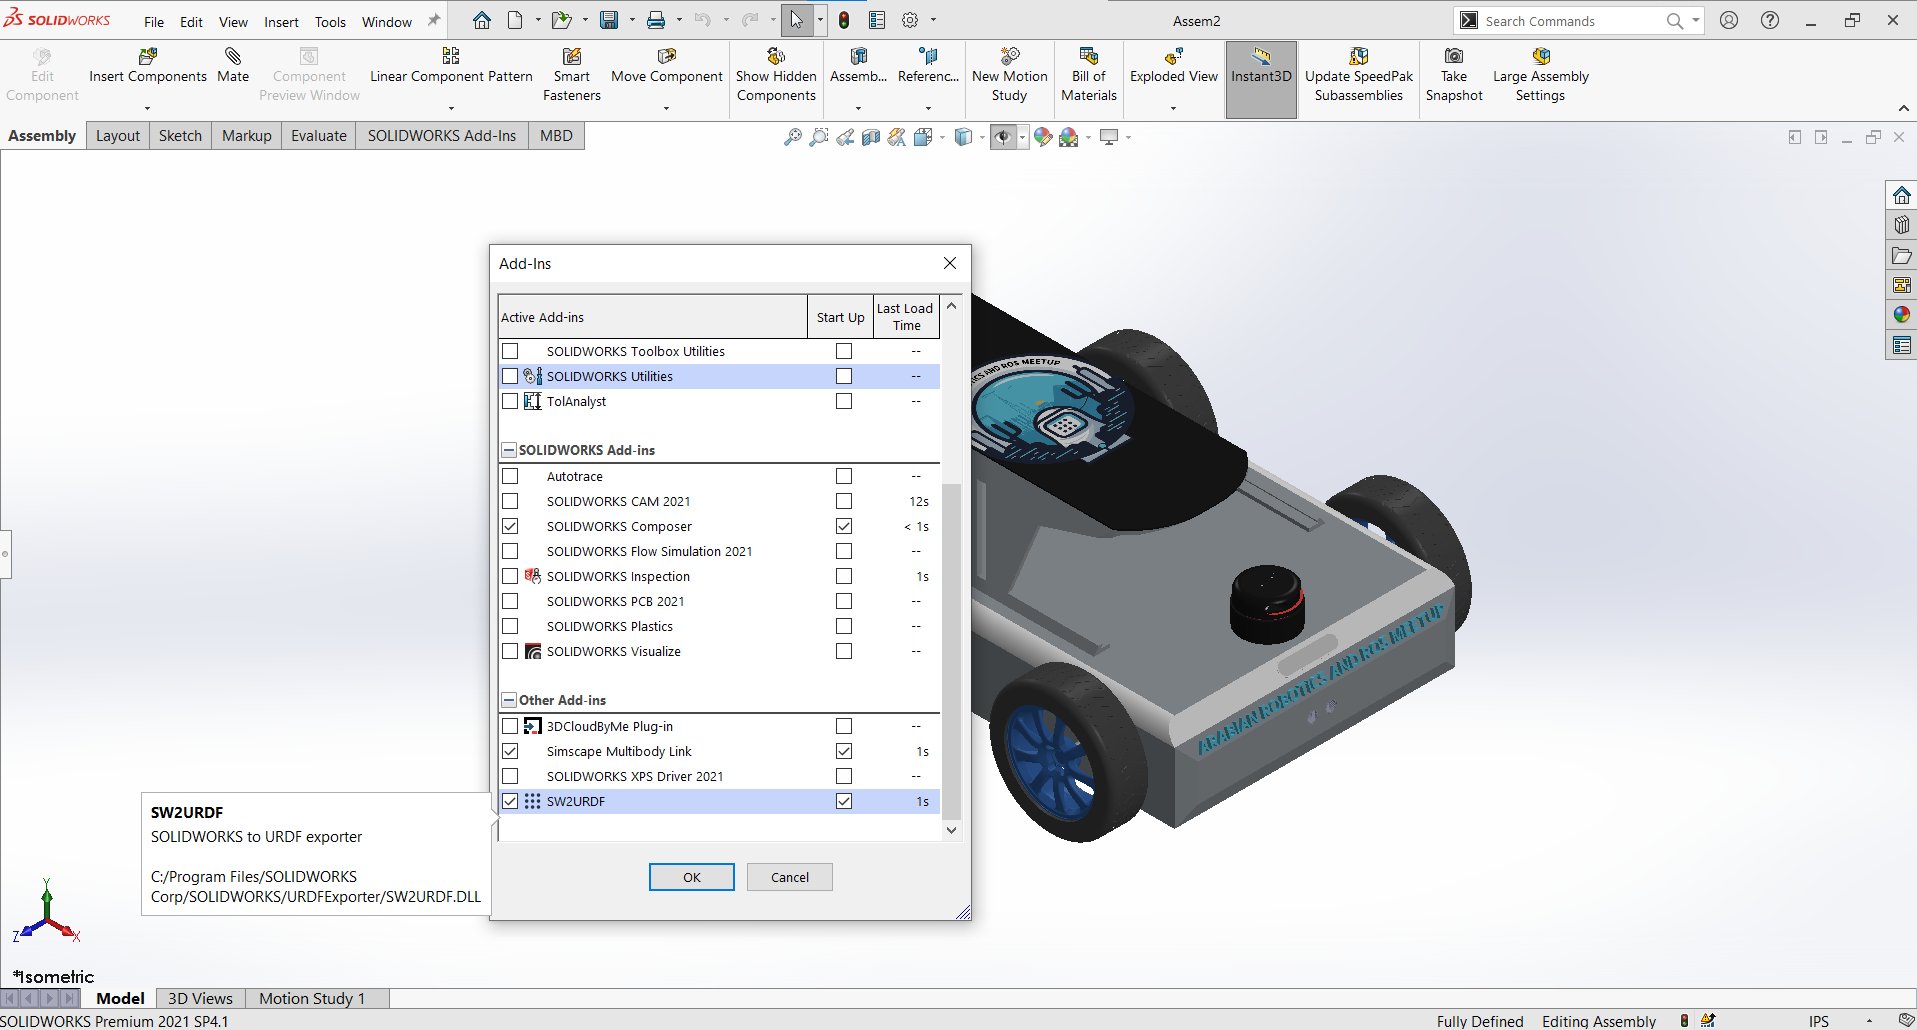 SOLIDWORKS
File Edit View Insert Tools Window
Assem2
Search Commands
Edit Component
Insert Components
Mate
Component Preview Window
Linear Component Pattern
Smart Fasteners
Move Component
Show Hidden Components
Assemb...
Referenc...
New Motion Study
Bill of Materials
Exploded View
Instant3D
Update SpeedPak Subassemblies
Take Snapshot
Large Assembly Settings
Assembly Layout Sketch Markup Evaluate SOLIDWORKS Add-Ins MBD
Add-Ins
Active Add-ins Start Up Last Load Time
SOLIDWORKS Toolbox Utilities --
SOLIDWORKS Utilities --
TolAnalyst --
SOLIDWORKS Add-ins
Autotrace --
SOLIDWORKS CAM 2021 12s
SOLIDWORKS Composer < 1s
SOLIDWORKS Flow Simulation 2021 --
SOLIDWORKS Inspection 1s
SOLIDWORKS PCB 2021 --
SOLIDWORKS Plastics --
SOLIDWORKS Visualize --
Other Add-ins
3DCloudByMe Plug-in --
Simscape Multibody Link 1s
SOLIDWORKS XPS Driver 2021 --
SW2URDF 1s
OK Cancel
SW2URDF
SOLIDWORKS to URDF exporter
C:/Program Files/SOLIDWORKS
Corp/SOLIDWORKS/URDFExporter/SW2URDF.DLL
AND ROS MEETUP
ARABIAN ROBOTICS AND ROS MEETUP
Y
Z X
*Isometric
Model 3D Views Motion Study 1
SOLIDWORKS Premium 2021 SP4.1
Fully Defined Editing Assembly IPS